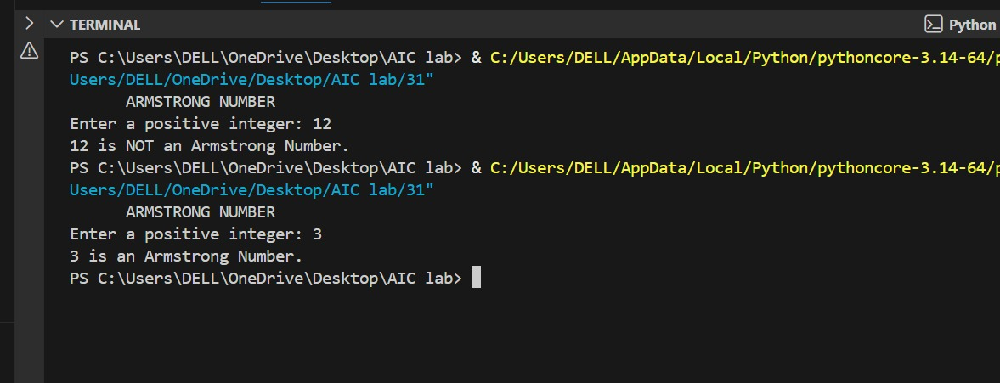 TERMINAL
Python
PS C:\Users\DELL\OneDrive\Desktop\AIC lab> & C:/Users/DELL/AppData/Local/Python/pythoncore-3.14-64/p
Users/DELL/OneDrive/Desktop/AIC lab/31"
ARMSTRONG NUMBER
Enter a positive integer: 12
12 is NOT an Armstrong Number.
PS C:\Users\DELL\OneDrive\Desktop\AIC lab> & C:/Users/DELL/AppData/Local/Python/pythoncore-3.14-64/p
Users/DELL/OneDrive/Desktop/AIC lab/31"
ARMSTRONG NUMBER
Enter a positive integer: 3
3 is an Armstrong Number.
PS C:\Users\DELL\OneDrive\Desktop\AIC lab>